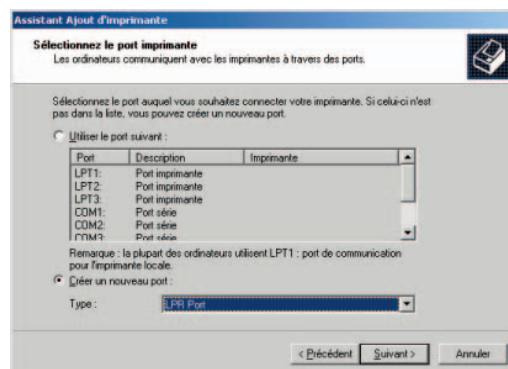 Assistant Ajout d'imprimante
Sélectionnez le port imprimante
Les ordinateurs communiquent avec les imprimantes à travers des ports.
Sélectionnez le port auquel vous souhaitez connecter votre imprimante. Si celui-ci n'est
pas dans la liste, vous pouvez créer un nouveau port.
Utiliser le port suivant :
Port Description Imprimante
LPT1: Port imprimante
LPT2: Port imprimante
LPT3: Port imprimante
COM1: Port série
COM2: Port série
COM3: Port série
Remarque : la plupart des ordinateurs utilisent LPT1 : port de communication
pour l'imprimante locale.
Créer un nouveau port :
Type : LPR Port
< Précédent Suivant > Annuler